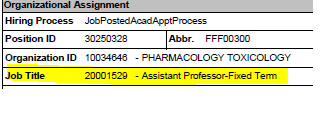 Organizational Assignment
Hiring Process JobPostedAcadApptProcess
Position ID 30250328 Abbr. FFF00300
Organization ID 10034646 - PHARMACOLOGY TOXICOLOGY
Job Title 20001529 - Assistant Professor-Fixed Term